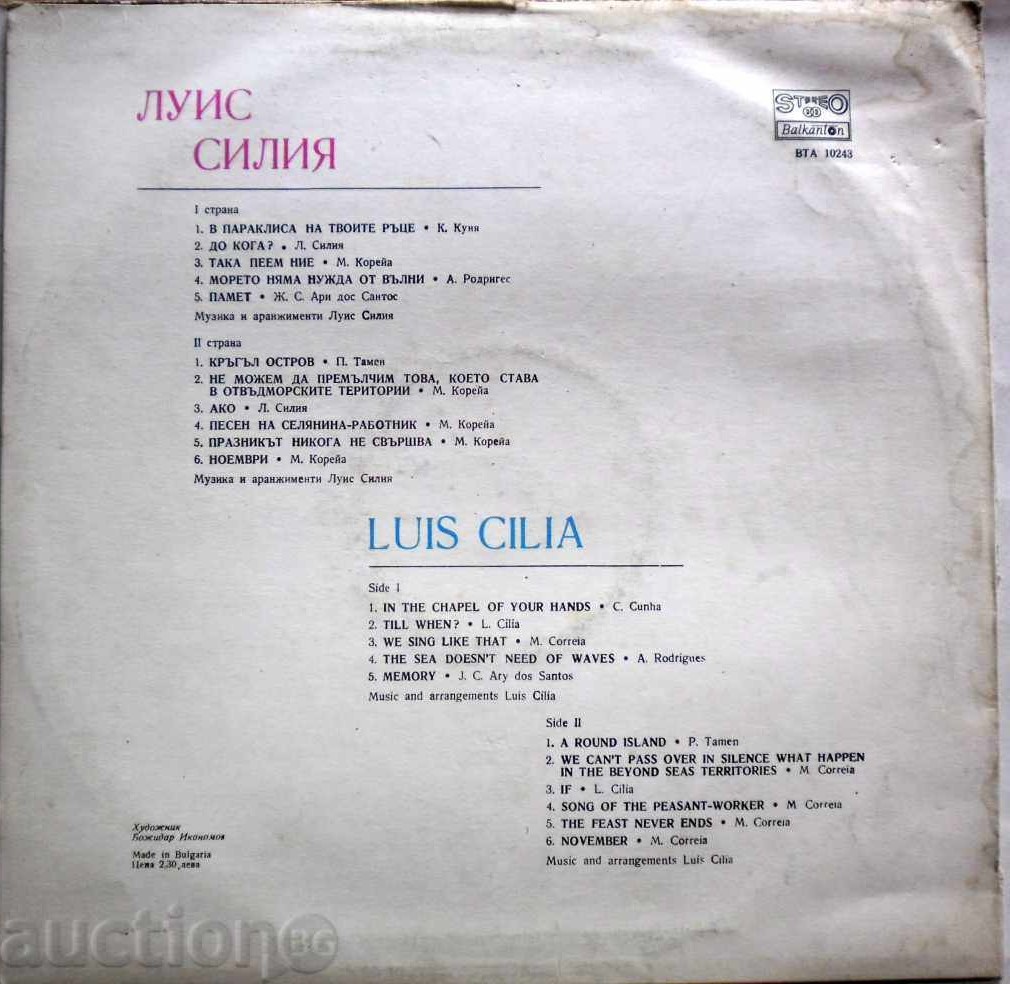 ЛУИС
СИЛИЯ
STEREO
Balkanton
ВТА 10243
I страна
1. В ПАРАКЛИСА НА ТВОИТЕ РЪЦЕ • К. Куня
2. ДО КОГА? • Л. Силия
3. ТАКА ПЕЕМ НИЕ • М. Корейа
4. МОРЕТО НЯМА НУЖДА ОТ ВЪЛНИ • А. Родригес
5. ПАМЕТ • Ж. С. Ари дос Сантос
Музика и аранжименти Луис Силия
II страна
1. КРЪГЪЛ ОСТРОВ • П. Тамен
2. НЕ МОЖЕМ ДА ПРЕМЪЛЧИМ ТОВА, КОЕТО СТАВА
В ОТВЪДМОРСКИТЕ ТЕРИТОРИИ • М. Корейа
3. АКО • Л. Силия
4. ПЕСЕН НА СЕЛЯНИНА-РАБОТНИК • М. Корейа
5. ПРАЗНИКЪТ НИКОГА НЕ СВЪРШВА • М. Корейа
6. НОЕМВРИ • М. Корейа
Музика и аранжименти Луис Силия
LUIS CILIA
Side I
1. IN THE CHAPEL OF YOUR HANDS • C. Cunha
2. TILL WHEN? • L. Cilia
3. WE SING LIKE THAT • M. Correia
4. THE SEA DOESN'T NEED OF WAVES • A. Rodrigues
5. MEMORY • J. C. Ary dos Santos
Music and arrangements Luis Cilia
Side II
1. A ROUND ISLAND • P. Tamen
2. WE CAN'T PASS OVER IN SILENCE WHAT HAPPEN
IN THE BEYOND SEAS TERRITORIES • M Correia
3. IF • L. Cilia
4. SONG OF THE PEASANT-WORKER • M Correia
5. THE FEAST NEVER ENDS • M. Correia
6. NOVEMBER • M. Correia
Music and arrangements Luis Cilia
Художник
Божидар Икономов
Made in Bulgaria
Цена 2,30 лева
auction BG